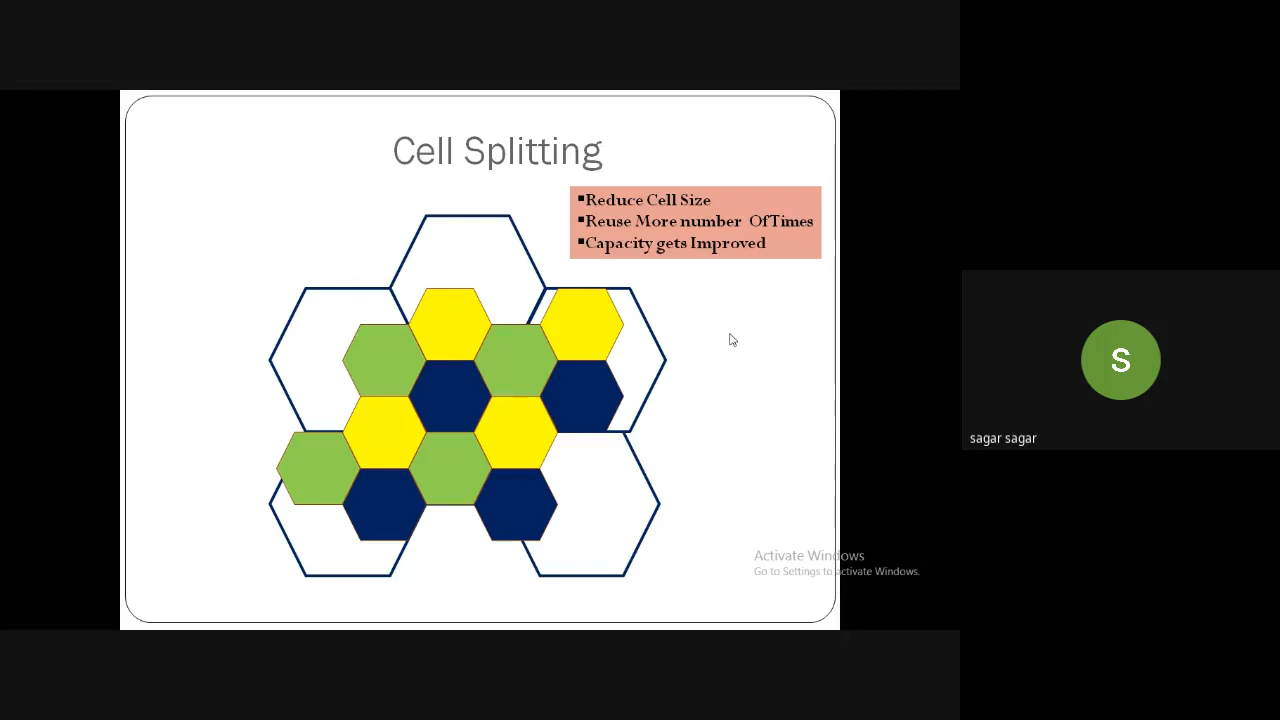 Cell Splitting
▪Reduce Cell Size
▪Reuse More number Of Times
▪Capacity gets Improved
S
sagar sagar
Activate Windows
Go to Settings to activate Windows.